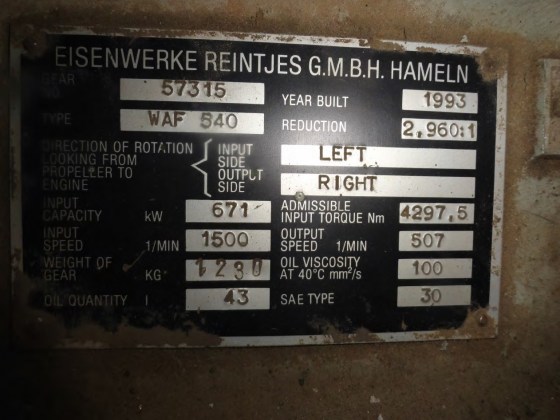 EISENWERKE REINTJES G.M.B.H. HAMELN
GEAR NO 57315 YEAR BUILT 1993
TYPE WAF 540 REDUCTION 2,960:1
DIRECTION OF ROTATION LOOKING FROM PROPELLER TO ENGINE
INPUT SIDE LEFT
OUTPUT SIDE RIGHT
INPUT CAPACITY kW 671 ADMISSIBLE INPUT TORQUE Nm 4297,5
INPUT SPEED 1/MIN 1500 OUTPUT SPEED 1/MIN 507
WEIGHT OF GEAR KG 1230 OIL VISCOSITY AT 40°C mm²/s 100
OIL QUANTITY l 43 SAE TYPE 30